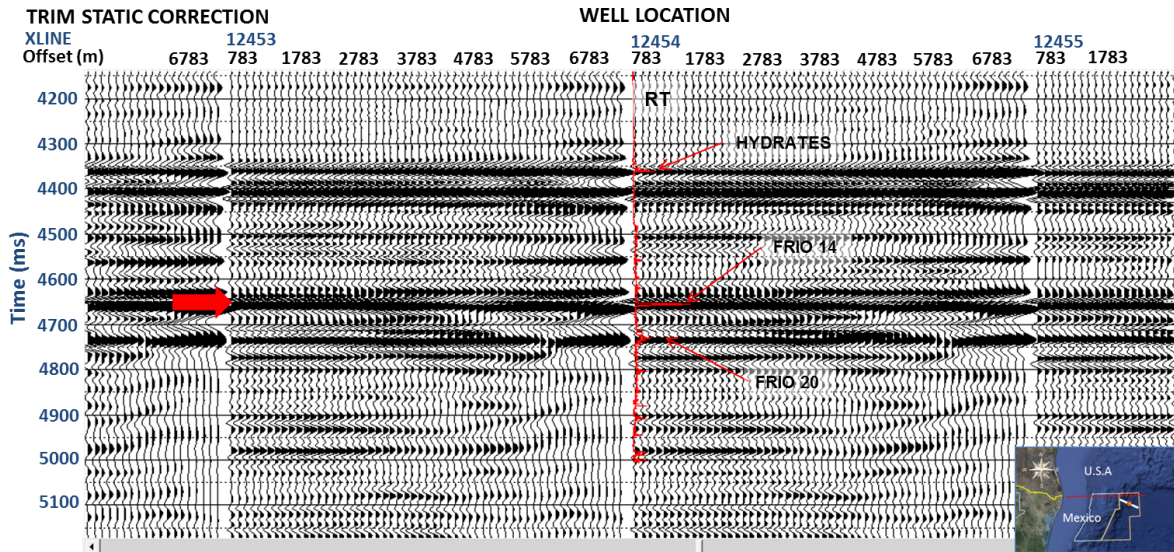 TRIM STATIC CORRECTION WELL LOCATION
XLINE 12453 12454 12455
Offset (m) 6783 783 1783 2783 3783 4783 5783 6783 783 1783 2783 3783 4783 5783 6783 783 1783
4200
RT
4300
HYDRATES
4400
4500
FRIO 14
4600
4700
4800
FRIO 20
4900
5000
5100
Time (ms)
U.S.A
Mexico